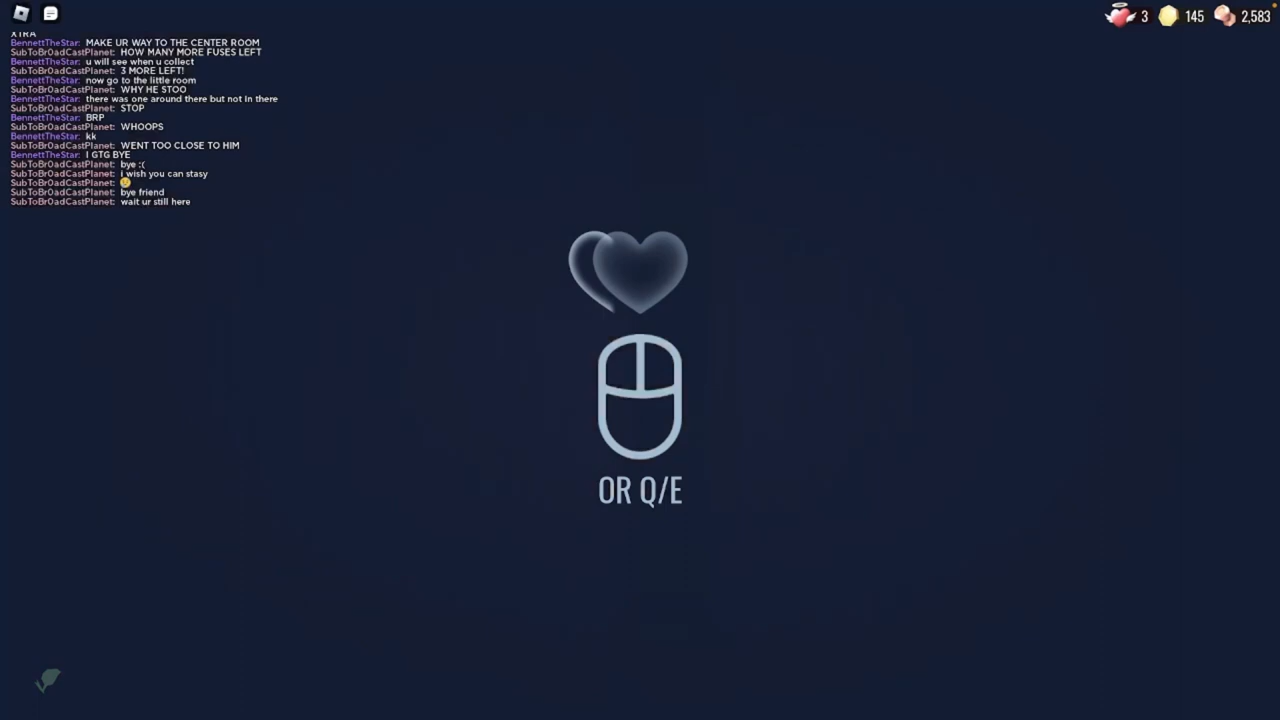 3 145 2,583
XTRA
BennettTheStar: MAKE UR WAY TO THE CENTER ROOM
SubToBr0adCastPlanet: HOW MANY MORE FUSES LEFT
BennettTheStar: u will see when u collect
SubToBr0adCastPlanet: 3 MORE LEFT!
BennettTheStar: now go to the little room
SubToBr0adCastPlanet: WHY HE STOO
BennettTheStar: there was one around there but not in there
SubToBr0adCastPlanet: STOP
BennettTheStar: BRP
SubToBr0adCastPlanet: WHOOPS
BennettTheStar: kk
SubToBr0adCastPlanet: WENT TOO CLOSE TO HIM
BennettTheStar: I GTG BYE
SubToBr0adCastPlanet: bye :(
SubToBr0adCastPlanet: i wish you can stasy
SubToBr0adCastPlanet: 😢
SubToBr0adCastPlanet: bye friend
SubToBr0adCastPlanet: wait ur still here
OR Q/E